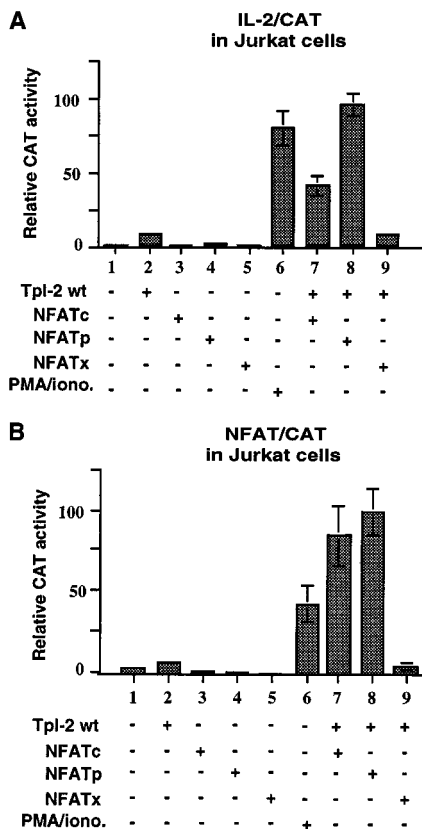 A
IL-2/CAT
in Jurkat cells
Relative CAT activity
100
50
0
1 2 3 4 5 6 7 8 9
Tpl-2 wt - + - - - - + + +
NFATc - - + - - - + - -
NFATp - - - + - - - + -
NFATx - - - - + - - - +
PMA/iono. - - - - - + - - -
B
NFAT/CAT
in Jurkat cells
Relative CAT activity
100
50
0
1 2 3 4 5 6 7 8 9
Tpl-2 wt - + - - - - + + +
NFATc - - + - - - + - -
NFATp - - - + - - - + -
NFATx - - - - + - - - +
PMA/iono. - - - - - + - - -